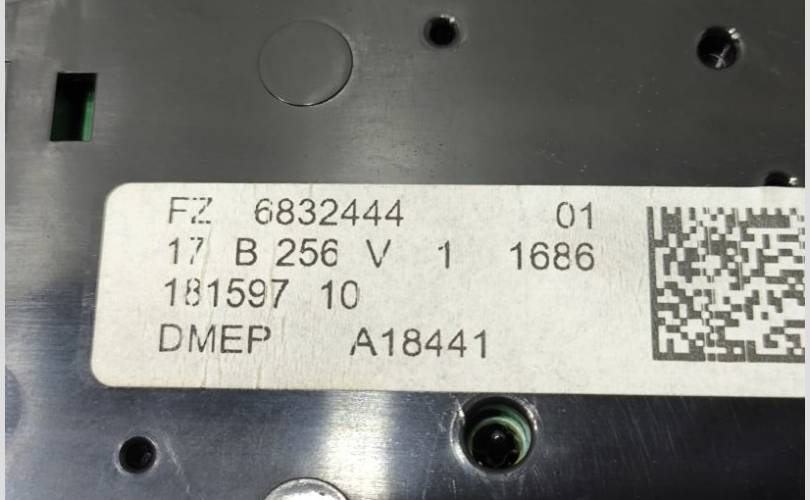 FZ 6832444 01
17 B 256 V 1 1686
181597 10
DMEP A18441